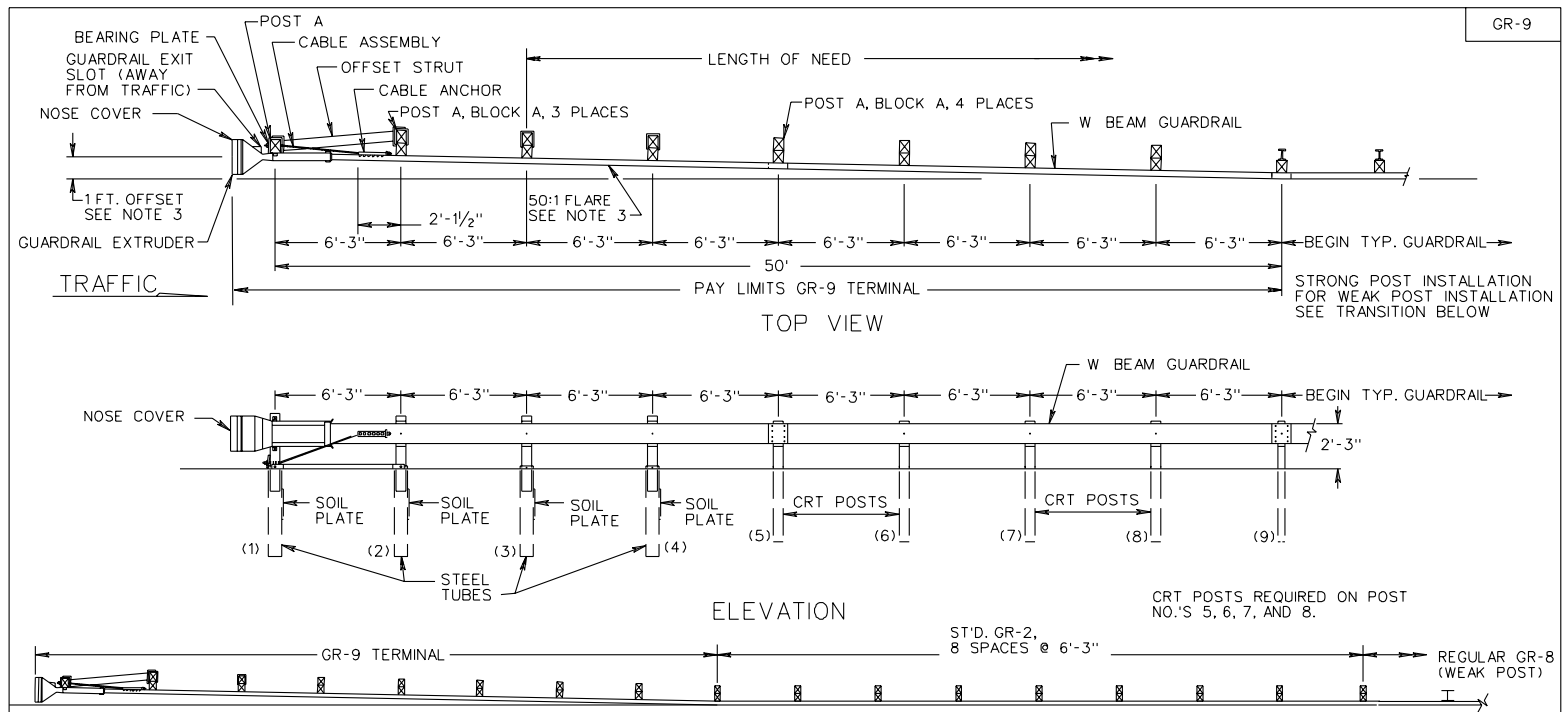 GR-9
POST A
BEARING PLATE
CABLE ASSEMBLY
GUARDRAIL EXIT
SLOT (AWAY
FROM TRAFFIC)
OFFSET STRUT
CABLE ANCHOR
NOSE COVER
POST A, BLOCK A, 3 PLACES
LENGTH OF NEED
POST A, BLOCK A, 4 PLACES
W BEAM GUARDRAIL
1 FT. OFFSET
SEE NOTE 3
GUARDRAIL EXTRUDER
2'-1½"
50:1 FLARE
SEE NOTE 3
6'-3" 6'-3" 6'-3" 6'-3" 6'-3" 6'-3" 6'-3" 6'-3" BEGIN TYP. GUARDRAIL
50'
TRAFFIC
PAY LIMITS GR-9 TERMINAL
STRONG POST INSTALLATION
FOR WEAK POST INSTALLATION
SEE TRANSITION BELOW
TOP VIEW
W BEAM GUARDRAIL
6'-3" 6'-3" 6'-3" 6'-3" 6'-3" 6'-3" 6'-3" 6'-3" BEGIN TYP. GUARDRAIL
NOSE COVER
2'-3"
SOIL
PLATE
SOIL
PLATE
SOIL
PLATE
SOIL
PLATE
CRT POSTS
CRT POSTS
(1) (2) (3) (4) (5) (6) (7) (8) (9)
STEEL
TUBES
ELEVATION
CRT POSTS REQUIRED ON POST
NO.'S 5, 6, 7, AND 8.
GR-9 TERMINAL
ST'D. GR-2,
8 SPACES @ 6'-3"
REGULAR GR-8
(WEAK POST)